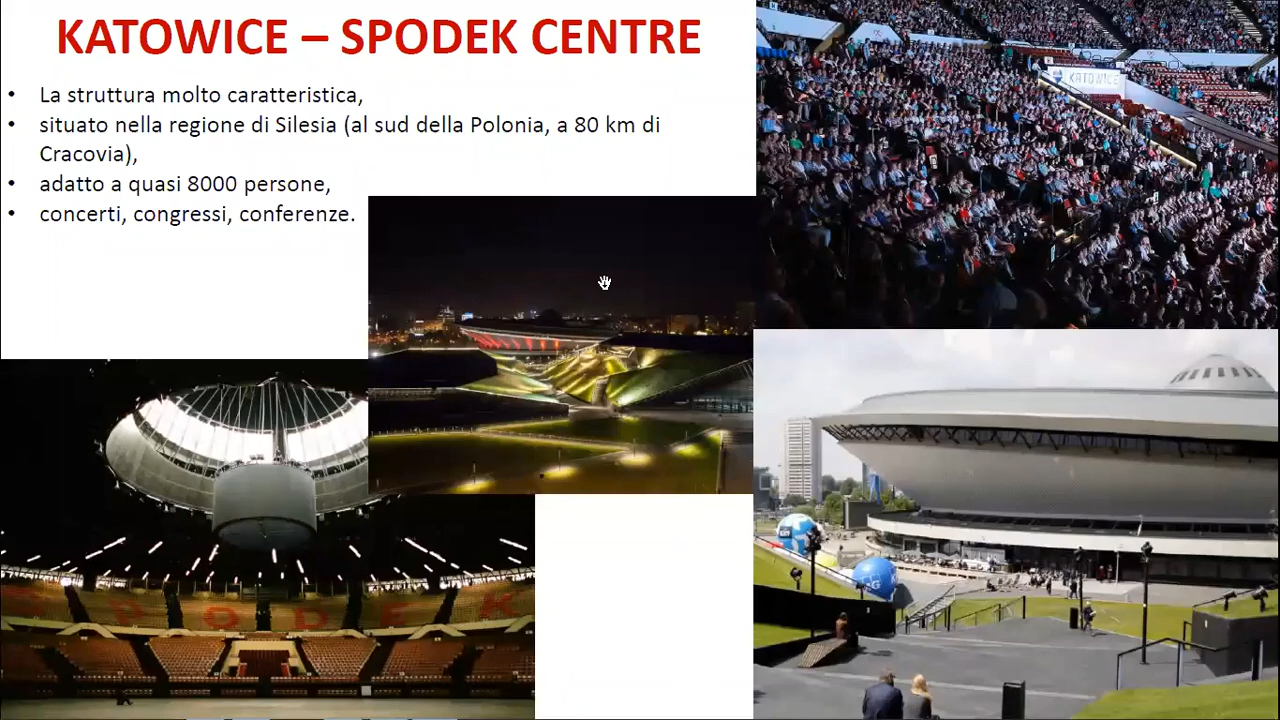 KATOWICE – SPODEK CENTRE
• La struttura molto caratteristica,
• situato nella regione di Silesia (al sud della Polonia, a 80 km di
Cracovia),
• adatto a quasi 8000 persone,
• concerti, congressi, conferenze.
KATOWICE
SPODEK